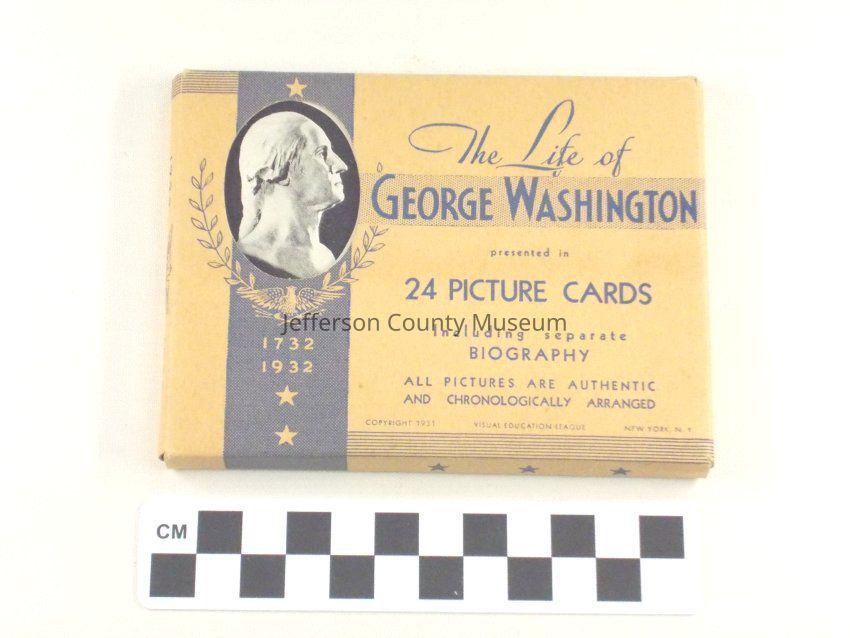 The Life of
GEORGE WASHINGTON
presented in
24 PICTURE CARDS
Jefferson County Museum
including separate
BIOGRAPHY
1732
1932
ALL PICTURES ARE AUTHENTIC
AND CHRONOLOGICALLY ARRANGED
COPYRIGHT 1931 VISUAL EDUCATION LEAGUE NEW YORK, N. Y.
CM